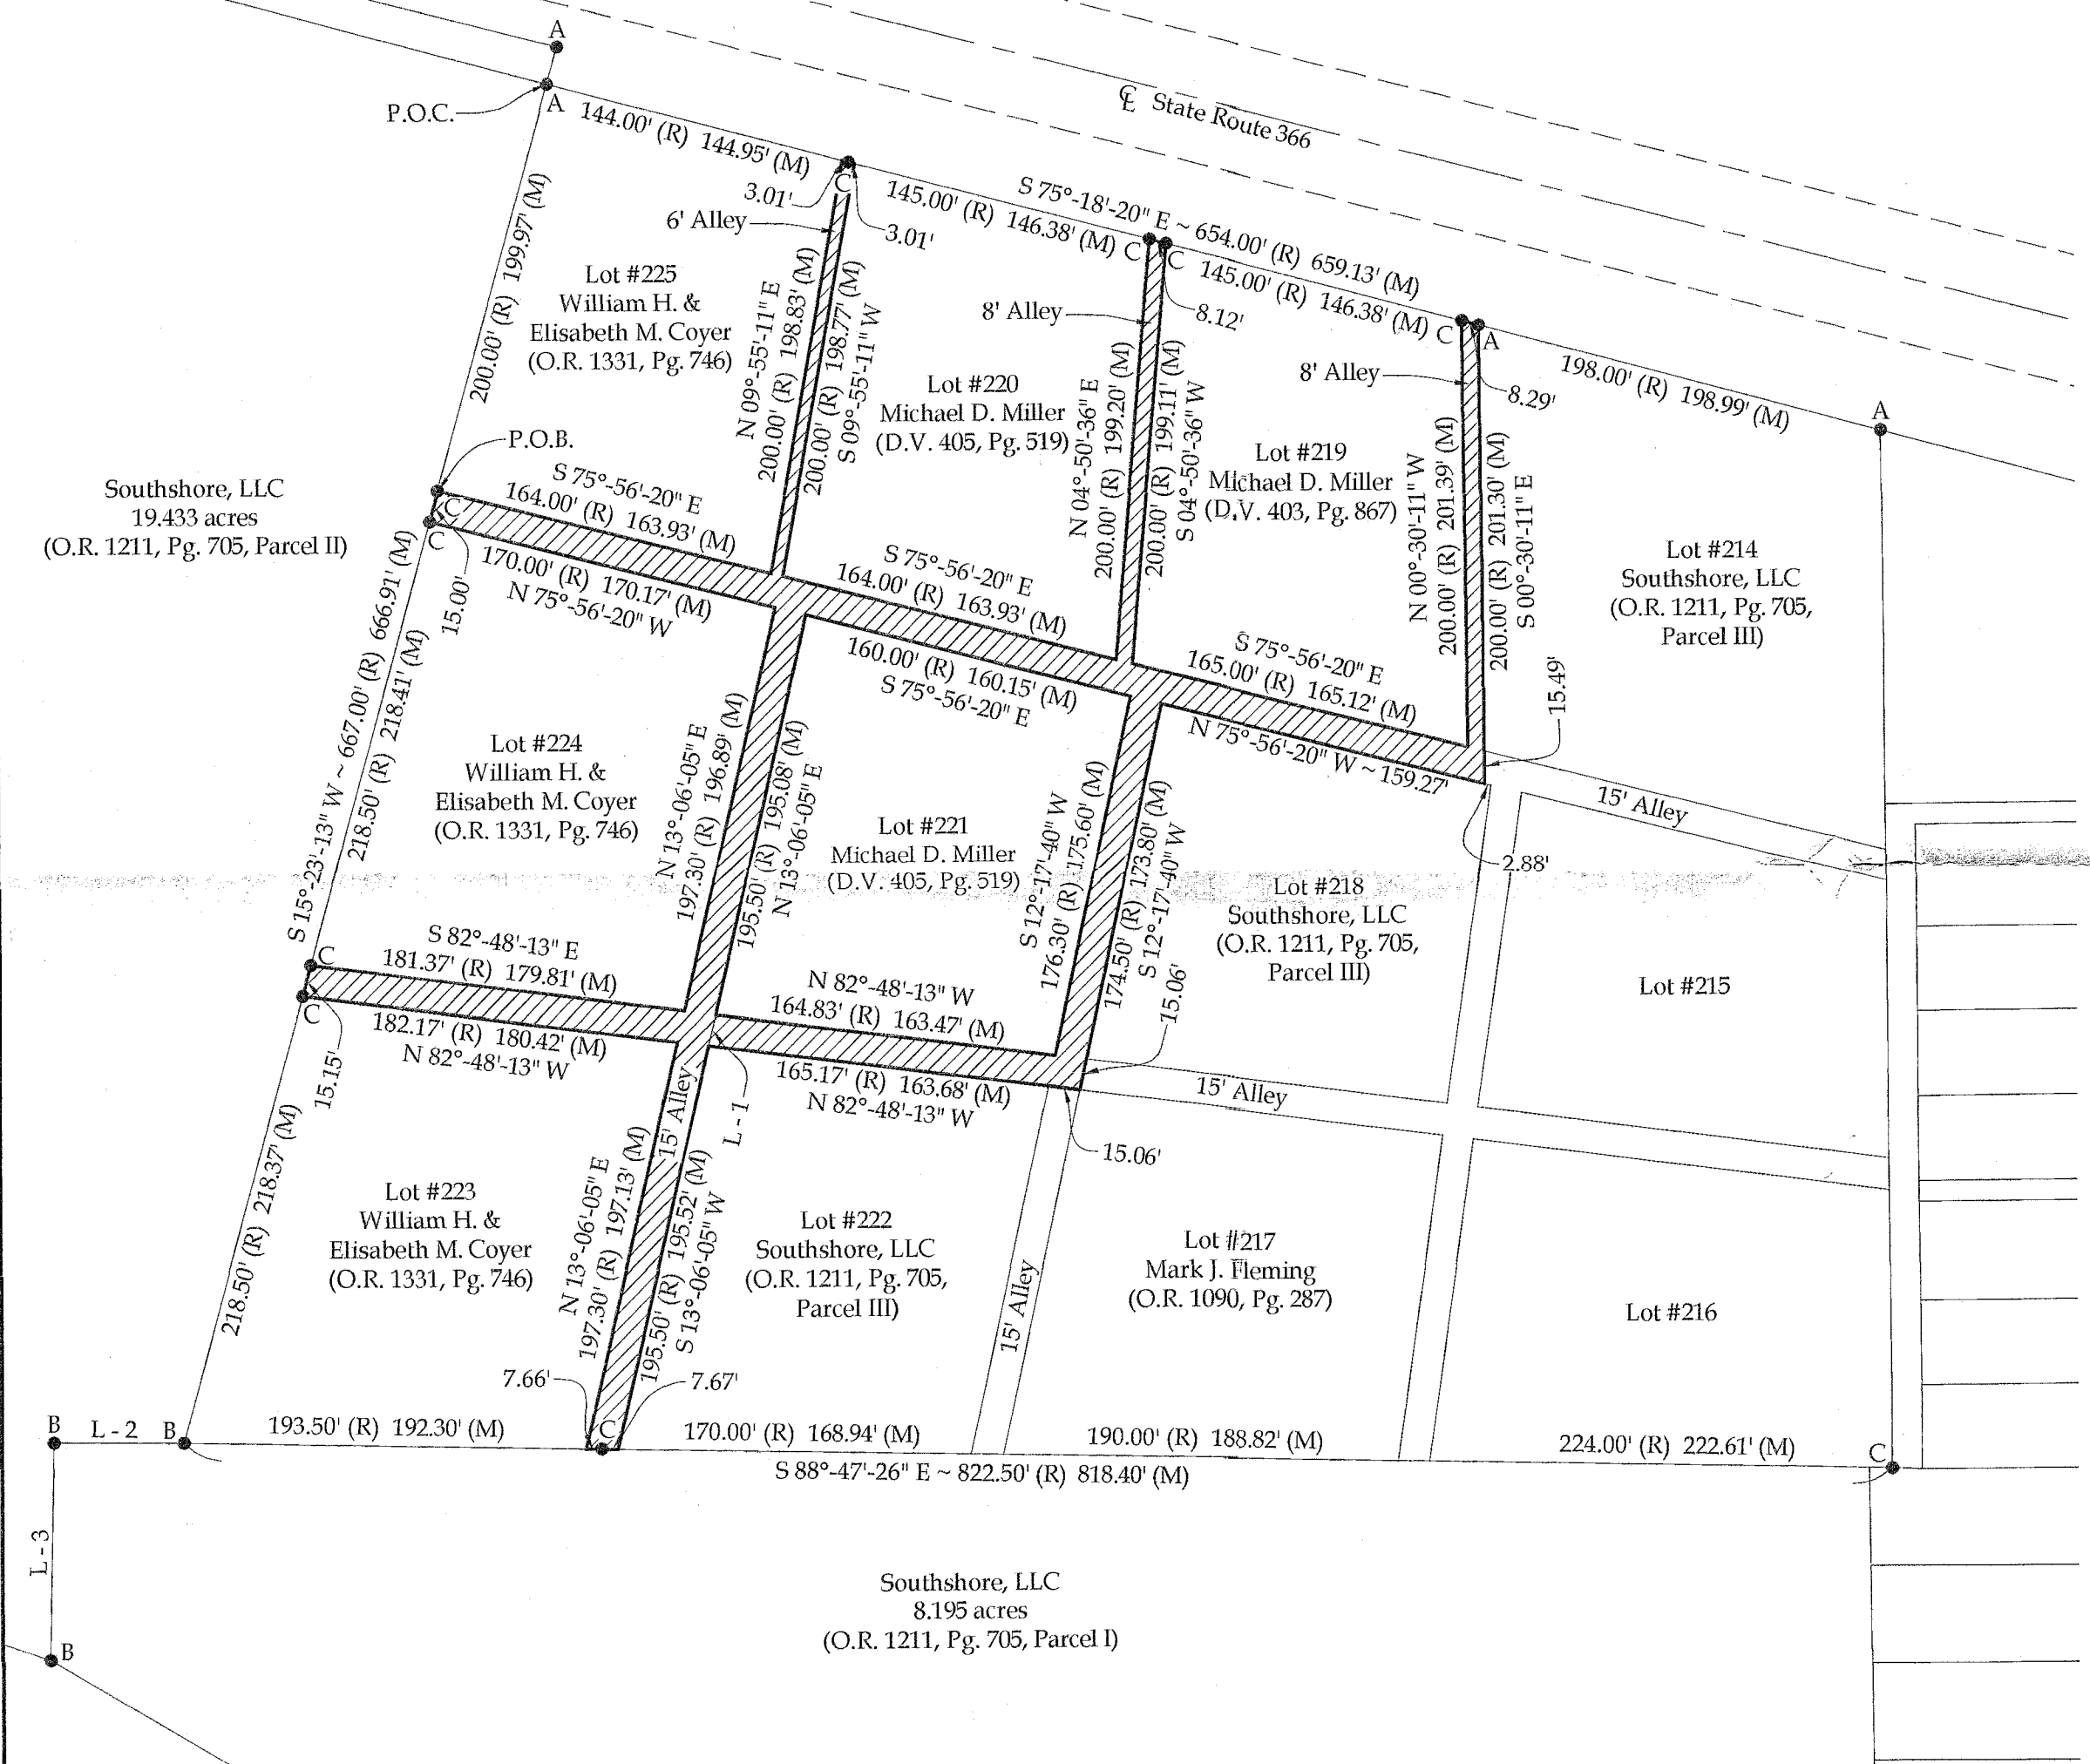 A
P.O.C.
A
℄ State Route 366
144.00' (R) 144.95' (M)
C
3.01'
3.01'
6' Alley
S 75°-18'-20" E ~ 654.00' (R) 659.13' (M)
145.00' (R) 146.38' (M)
C
C
8.12'
8' Alley
145.00' (R) 146.38' (M)
C
A
8.29'
8' Alley
198.00' (R) 198.99' (M)
A
200.00' (R) 199.97' (M)
Lot #225
William H. &
Elisabeth M. Coyer
(O.R. 1331, Pg. 746)
N 09°-55'-11" E
200.00' (R) 198.83' (M)
200.00' (R) 198.77' (M)
S 09°-55'-11" W
Lot #220
Michael D. Miller
(D.V. 405, Pg. 519)
N 04°-50'-36" E
200.00' (R) 199.20' (M)
200.00' (R) 199.11' (M)
S 04°-50'-36" W
Lot #219
Michael D. Miller
(D.V. 403, Pg. 867)
N 00°-30'-11" W
200.00' (R) 201.39' (M)
200.00' (R) 201.30' (M)
S 00°-30'-11" E
Lot #214
Southshore, LLC
(O.R. 1211, Pg. 705,
Parcel III)
P.O.B.
Southshore, LLC
19.433 acres
(O.R. 1211, Pg. 705, Parcel II)
C
C
15.00'
S 75°-56'-20" E
164.00' (R) 163.93' (M)
170.00' (R) 170.17' (M)
N 75°-56'-20" W
S 75°-56'-20" E
164.00' (R) 163.93' (M)
160.00' (R) 160.15' (M)
S 75°-56'-20" E
S 75°-56'-20" E
165.00' (R) 165.12' (M)
N 75°-56'-20" W ~ 159.27'
15.49'
15' Alley
2.88'
S 15°-23'-13" W ~ 667.00' (R) 666.91' (M)
218.50' (R) 218.41' (M)
Lot #224
William H. &
Elisabeth M. Coyer
(O.R. 1331, Pg. 746)
N 13°-06'-05" E
197.30' (R) 196.89' (M)
195.50' (R) 195.08' (M)
N 13°-06'-05" E
Lot #221
Michael D. Miller
(D.V. 405, Pg. 519)
S 12°-17'-40" W
176.30' (R) 175.60' (M)
174.50' (R) 173.80' (M)
S 12°-17'-40" W
15.06'
Lot #218
Southshore, LLC
(O.R. 1211, Pg. 705,
Parcel III)
Lot #215
C
C
15.15'
S 82°-48'-13" E
181.37' (R) 179.81' (M)
182.17' (R) 180.42' (M)
N 82°-48'-13" W
N 82°-48'-13" W
164.83' (R) 163.47' (M)
165.17' (R) 163.68' (M)
N 82°-48'-13" W
L - 1
15' Alley
15' Alley
15.06'
218.50' (R) 218.37' (M)
Lot #223
William H. &
Elisabeth M. Coyer
(O.R. 1331, Pg. 746)
N 13°-06'-05" E
197.30' (R) 197.13' (M)
195.50' (R) 195.52' (M)
S 13°-06'-05" W
Lot #222
Southshore, LLC
(O.R. 1211, Pg. 705,
Parcel III)
15' Alley
Lot #217
Mark J. Fleming
(O.R. 1090, Pg. 287)
Lot #216
7.66'
7.67'
C
B
L - 2
B
193.50' (R) 192.30' (M)
170.00' (R) 168.94' (M)
190.00' (R) 188.82' (M)
224.00' (R) 222.61' (M)
C
S 88°-47'-26" E ~ 822.50' (R) 818.40' (M)
L - 3
B
Southshore, LLC
8.195 acres
(O.R. 1211, Pg. 705, Parcel I)